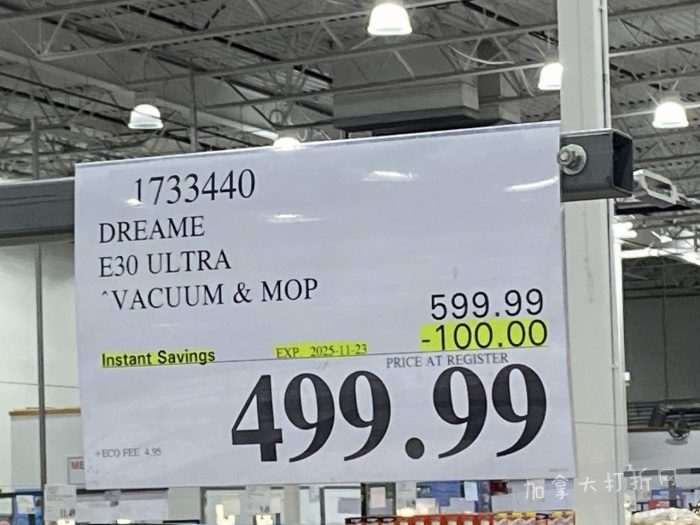 1733440
DREAME
E30 ULTRA
^VACUUM & MOP
599.99
-100.00
Instant Savings EXP. 2025-11-23
PRICE AT REGISTER
499.99
+ECO FEE 4.95
ME
加拿大打折网